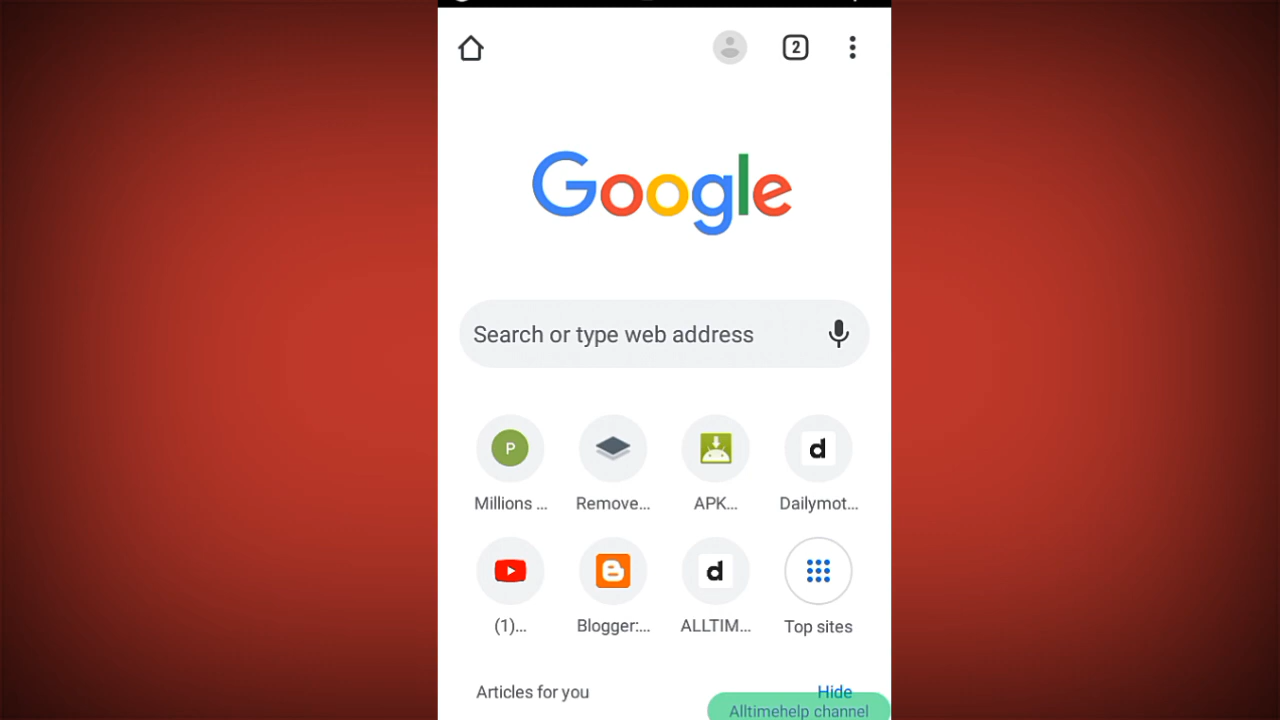 2
Google
Search or type web address
P
Millions ...
Remove...
APK...
d
Dailymot...
(1)...
Blogger:...
d
ALLTIM...
Top sites
Articles for you
Hide
Alltimehelp channel